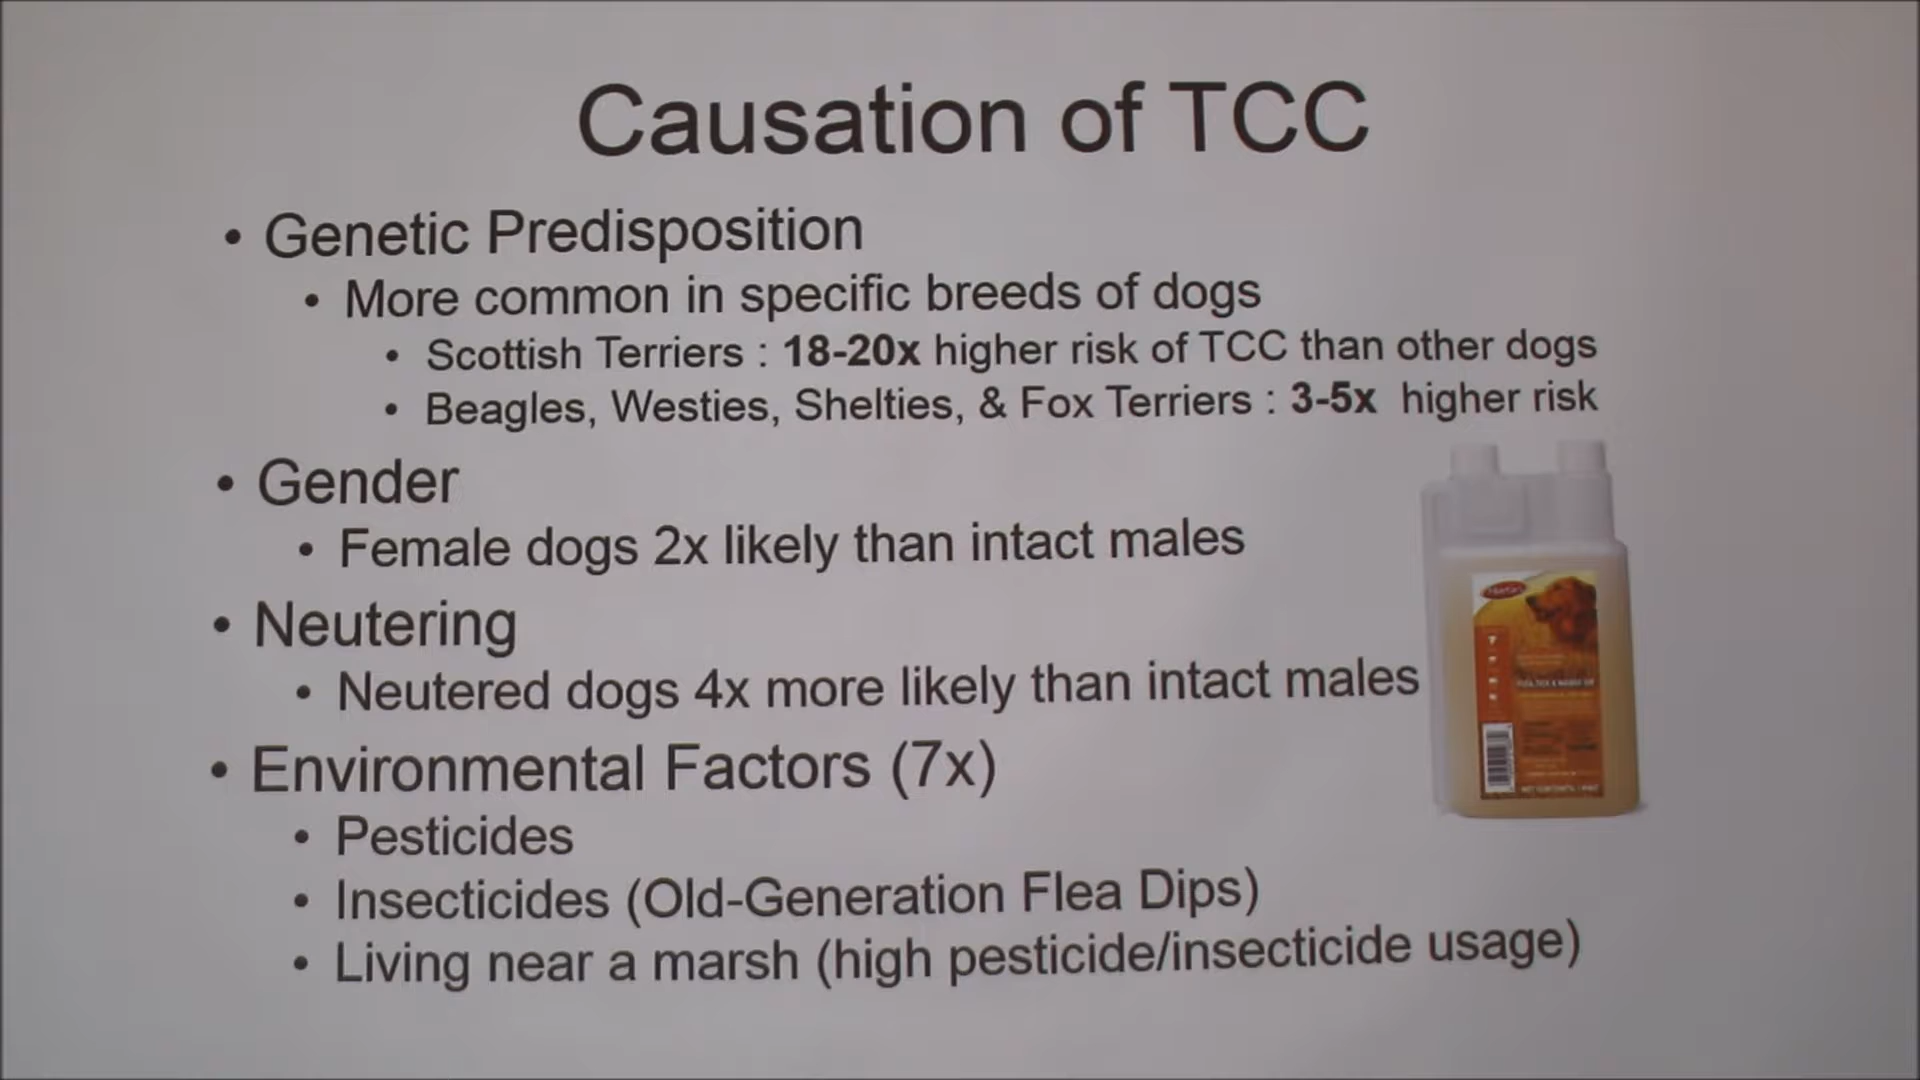 Causation of TCC
• Genetic Predisposition
• More common in specific breeds of dogs
• Scottish Terriers : 18-20x higher risk of TCC than other dogs
• Beagles, Westies, Shelties, & Fox Terriers : 3-5x higher risk
• Gender
• Female dogs 2x likely than intact males
• Neutering
• Neutered dogs 4x more likely than intact males
• Environmental Factors (7x)
• Pesticides
• Insecticides (Old-Generation Flea Dips)
• Living near a marsh (high pesticide/insecticide usage)
Martin's